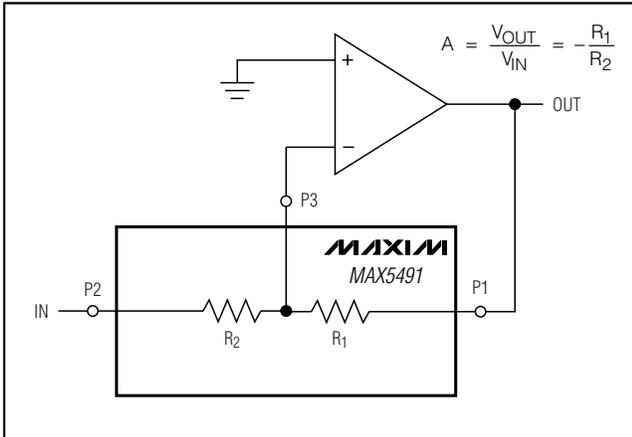 A = V_OUT / V_IN = - R_1 / R_2
+
OUT
−
P3
MAXIM
MAX5491
P2
P1
IN
R_2
R_1